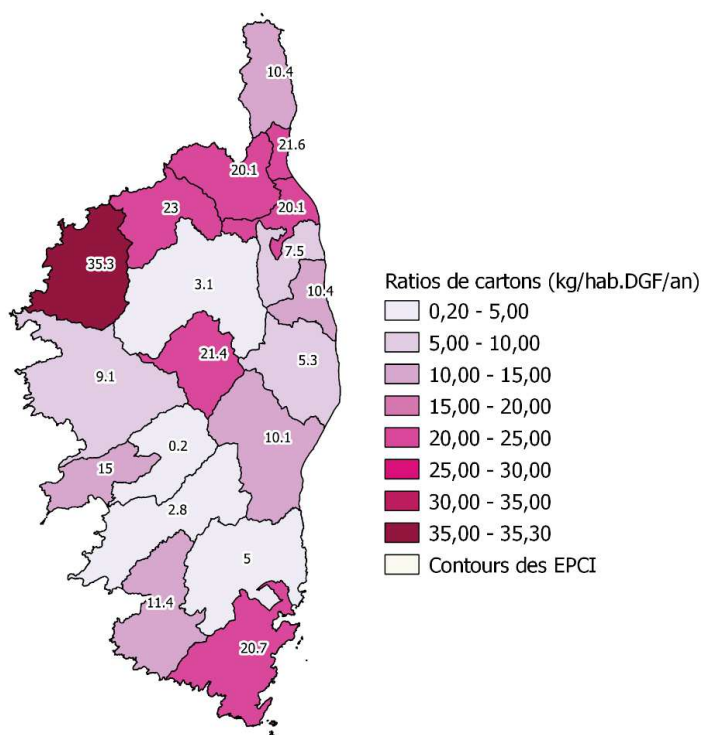 10.4
21.6
20.1
20.1
23
7.5
35.3
3.1
10.4
21.4
5.3
9.1
10.1
0.2
15
2.8
5
11.4
20.7
Ratios de cartons (kg/hab.DGF/an)
0,20 - 5,00
5,00 - 10,00
10,00 - 15,00
15,00 - 20,00
20,00 - 25,00
25,00 - 30,00
30,00 - 35,00
35,00 - 35,30
Contours des EPCI